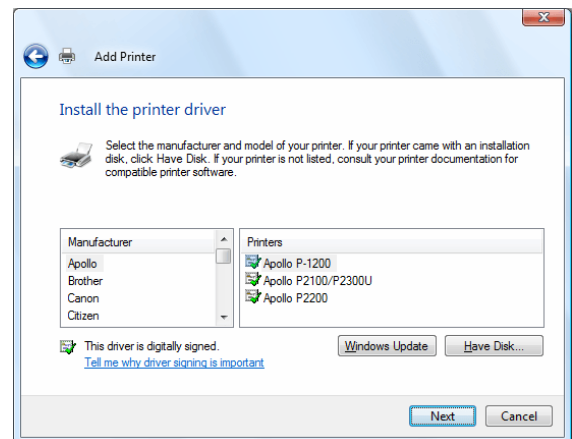 Add Printer
Install the printer driver
Select the manufacturer and model of your printer. If your printer came with an installation
disk, click Have Disk. If your printer is not listed, consult your printer documentation for
compatible printer software.
Manufacturer
Apollo
Brother
Canon
Citizen
Printers
Apollo P-1200
Apollo P2100/P2300U
Apollo P2200
This driver is digitally signed.
Tell me why driver signing is important
Windows Update
Have Disk...
Next
Cancel